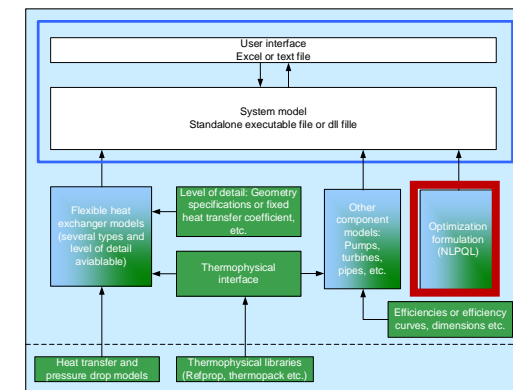 User interface
Excel or text file
System model
Standalone executable file or dll fille
Flexible heat
exchanger models
(several types and
level of detail
aviablable)
Level of detail: Geometry
specifications or fixed
heat transfer coefficient,
etc.
Other
component
models:
Pumps,
turbines,
pipes, etc.
Optimization
formulation
(NLPQL)
Thermophysical
interface
Efficiencies or efficiency
curves, dimensions etc.
Heat transfer and
pressure drop models
Thermophysical libraries
(Refprop, thermopack etc.)